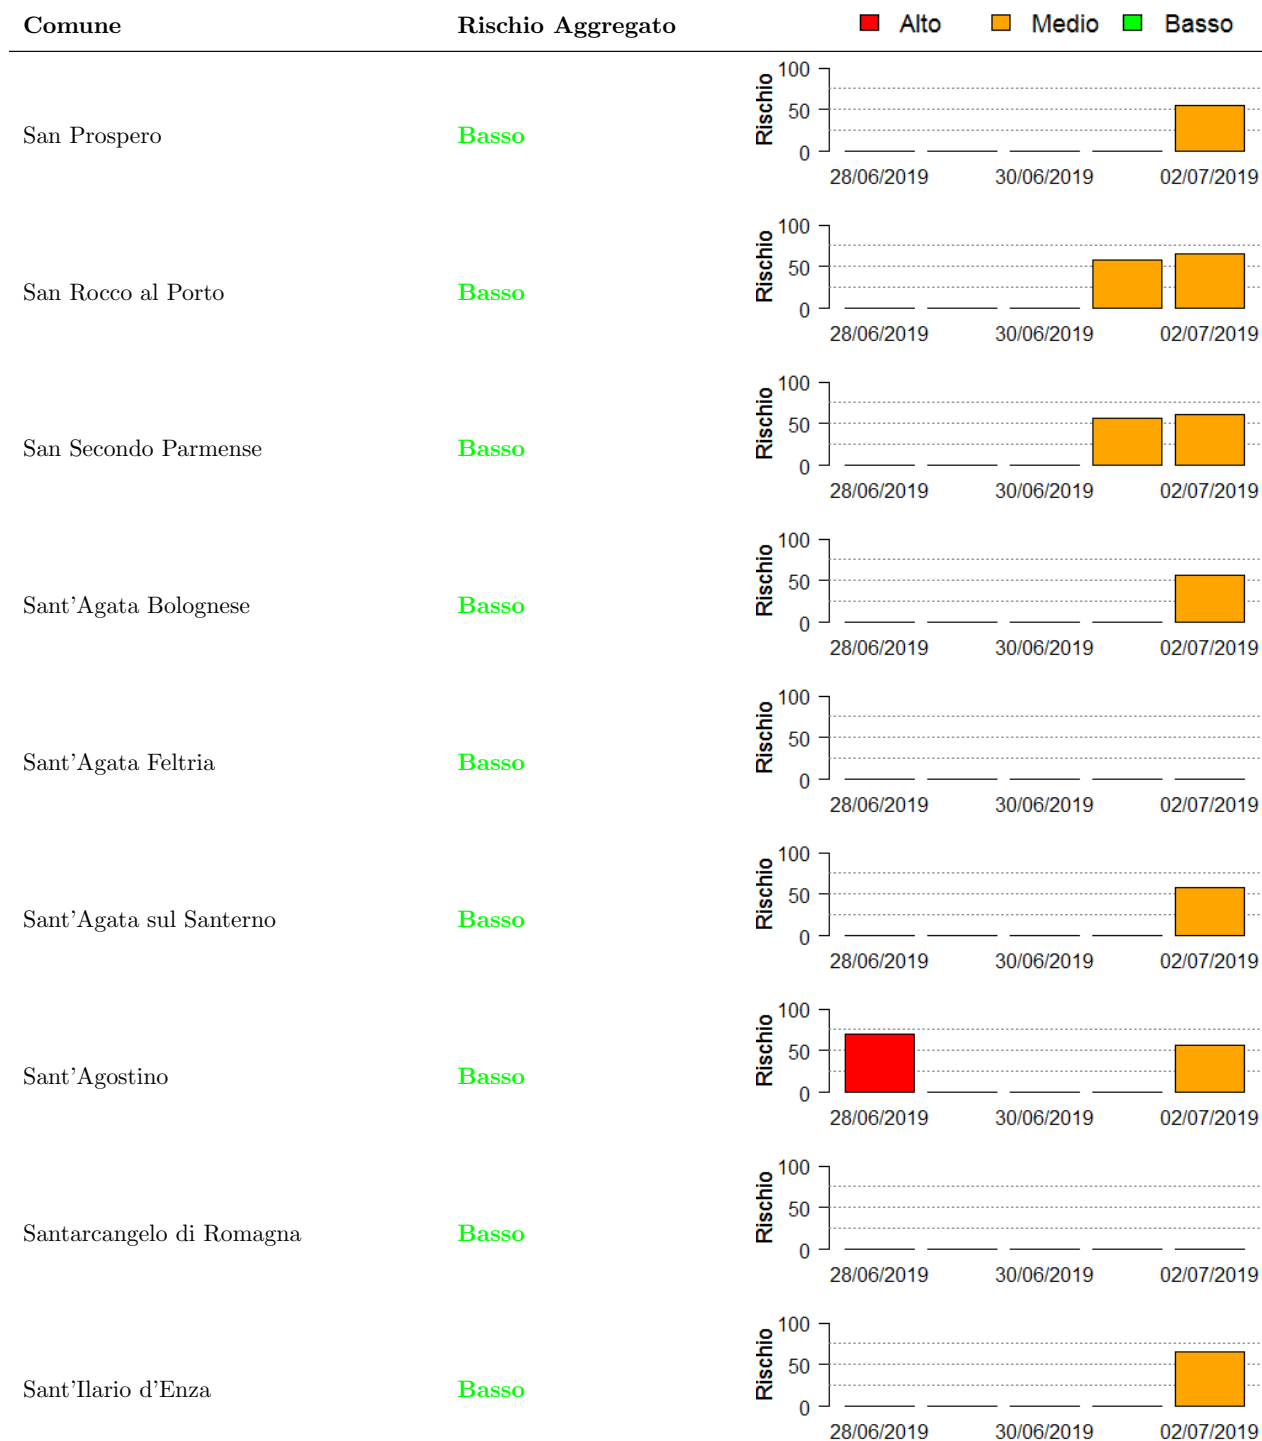 Comune Rischio Aggregato Alto Medio Basso
San Prospero Basso
Rischio
100
50
0
28/06/2019 30/06/2019 02/07/2019
San Rocco al Porto Basso
Rischio
100
50
0
28/06/2019 30/06/2019 02/07/2019
San Secondo Parmense Basso
Rischio
100
50
0
28/06/2019 30/06/2019 02/07/2019
Sant'Agata Bolognese Basso
Rischio
100
50
0
28/06/2019 30/06/2019 02/07/2019
Sant'Agata Feltria Basso
Rischio
100
50
0
28/06/2019 30/06/2019 02/07/2019
Sant'Agata sul Santerno Basso
Rischio
100
50
0
28/06/2019 30/06/2019 02/07/2019
Sant'Agostino Basso
Rischio
100
50
0
28/06/2019 30/06/2019 02/07/2019
Santarcangelo di Romagna Basso
Rischio
100
50
0
28/06/2019 30/06/2019 02/07/2019
Sant'Ilario d'Enza Basso
Rischio
100
50
0
28/06/2019 30/06/2019 02/07/2019